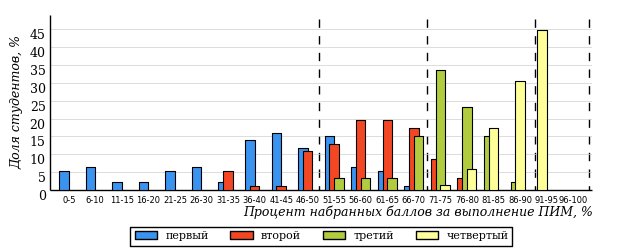 Доля студентов, %
45
40
35
30
25
20
15
10
5
0
0-5 6-10 11-15 16-20 21-25 26-30 31-35 36-40 41-45 46-50 51-55 56-60 61-65 66-70 71-75 76-80 81-85 86-90 91-95 96-100
Процент набранных баллов за выполнение ПИМ, %
первый второй третий четвертый